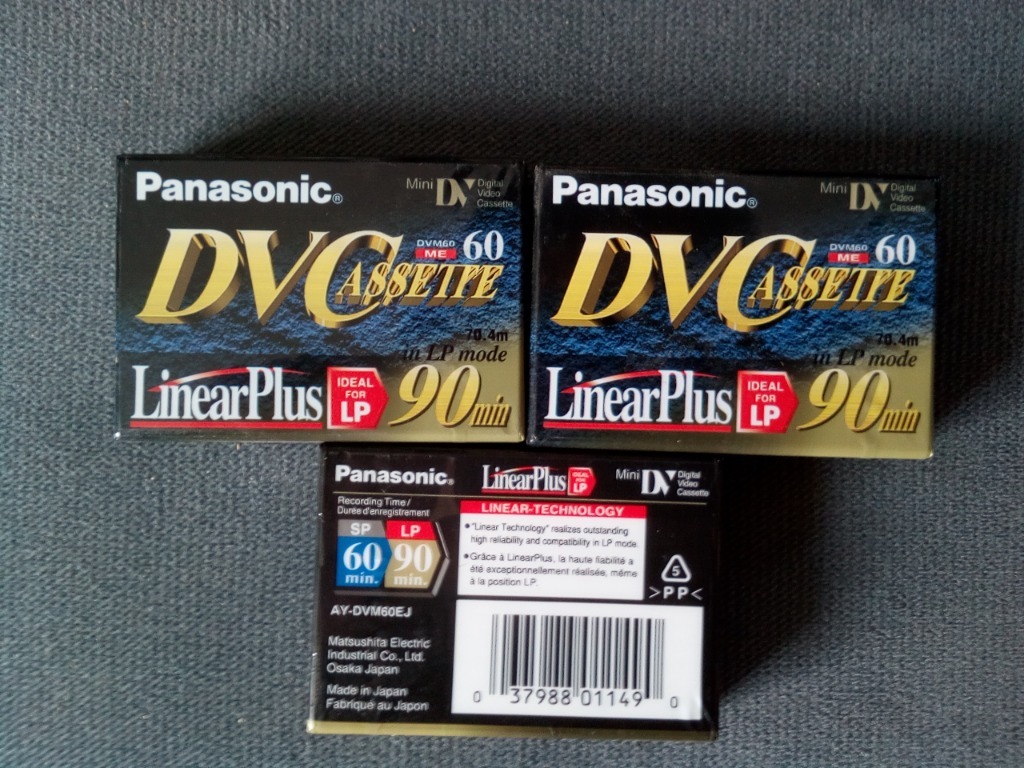 Panasonic®
Mini DV Digital Video Cassette
DVM60 60
ME
DVCASSETTE
70.4m
in LP mode
LinearPlus IDEAL FOR LP 90min
Panasonic®
Mini DV Digital Video Cassette
DVM60 60
ME
DVCASSETTE
70.4m
in LP mode
LinearPlus IDEAL FOR LP 90min
Panasonic® LinearPlus IDEAL FOR LP Mini DV Digital Video Cassette
Recording Time /
Durée d'enregistrement
SP LP
60 90
min. min.
AY-DVM60EJ
Matsushita Electric
Industrial Co., Ltd.
Osaka Japan
Made in Japan
Fabriqué au Japon
LINEAR-TECHNOLOGY
•"Linear Technology" realizes outstanding
high reliability and compatibility in LP mode.
•Grâce à LinearPlus, la haute fiabilité a
été exceptionnellement réalisée, même
à la position LP.
5
>PP<
0 37988 01149 0